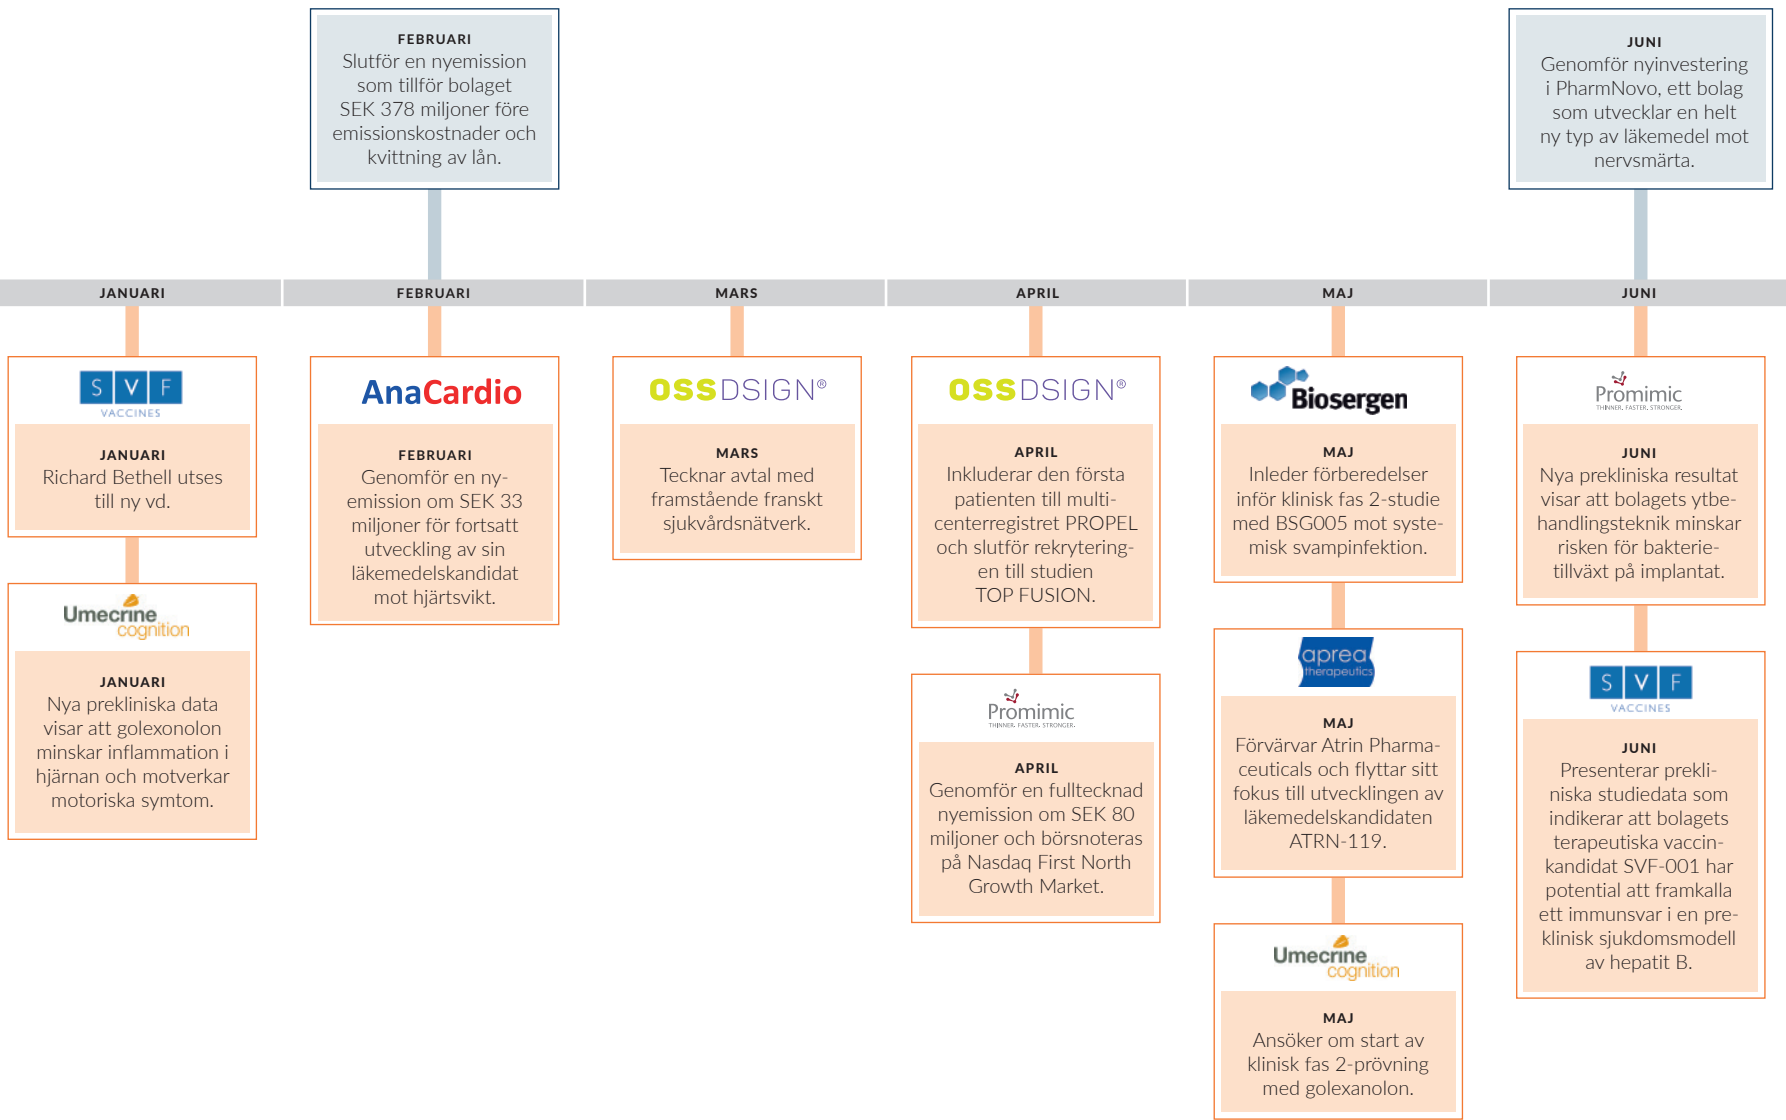 FEBRUARI
Slutför en nyemission
som tillför bolaget
SEK 378 miljoner före
emissionskostnader och
kvittning av lån.
JUNI
Genomför nyinvestering
i PharmNovo, ett bolag
som utvecklar en helt
ny typ av läkemedel mot
nervsmärta.
JANUARI
FEBRUARI
MARS
APRIL
MAJ
JUNI
SVF
VACCINES
JANUARI
Richard Bethell utses
till ny vd.
Umecrine
cognition
JANUARI
Nya prekliniska data
visar att golexonolon
minskar inflammation i
hjärnan och motverkar
motoriska symtom.
AnaCardio
FEBRUARI
Genomför en ny-
emission om SEK 33
miljoner för fortsatt
utveckling av sin
läkemedelskandidat
mot hjärtsvikt.
OSSDSIGN®
MARS
Tecknar avtal med
framstående franskt
sjukvårdsnätverk.
OSSDSIGN®
APRIL
Inkluderar den första
patienten till multi-
centerregistret PROPEL
och slutför rekrytering-
en till studien
TOP FUSION.
Promimic
THINNER. FASTER. STRONGER.
APRIL
Genomför en fulltecknad
nyemission om SEK 80
miljoner och börsnoteras
på Nasdaq First North
Growth Market.
Biosergen
MAJ
Inleder förberedelser
inför klinisk fas 2-studie
med BSG005 mot syste-
misk svampinfektion.
aprea
therapeutics
MAJ
Förvärvar Atrin Pharma-
ceuticals och flyttar sitt
fokus till utvecklingen av
läkemedelskandidaten
ATRN-119.
Umecrine
cognition
MAJ
Ansöker om start av
klinisk fas 2-prövning
med golexanolon.
Promimic
THINNER. FASTER. STRONGER.
JUNI
Nya prekliniska resultat
visar att bolagets ytbe-
handlingsteknik minskar
risken för bakterie-
tillväxt på implantat.
SVF
VACCINES
JUNI
Presenterar prekli-
niska studiedata som
indikerar att bolagets
terapeutiska vaccin-
kandidat SVF-001 har
potential att framkalla
ett immunsvar i en pre-
klinisk sjukdomsmodell
av hepatit B.